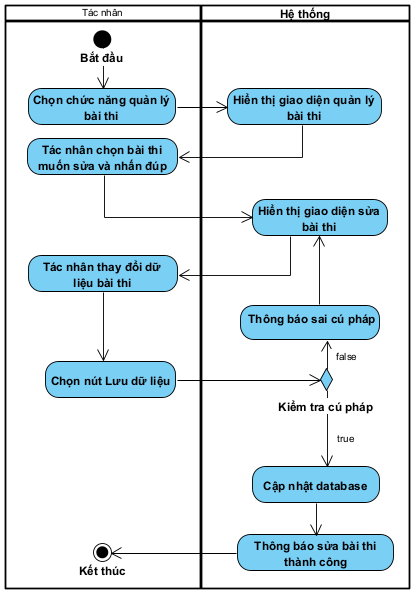 Tác nhân
Hệ thống
Bắt đầu
Chọn chức năng quản lý
bài thi
Hiển thị giao diện quản lý
bài thi
Tác nhân chọn bài thi
muốn sửa và nhấn đúp
Hiển thị giao diện sửa
bài thi
Tác nhân thay đổi dữ
liệu bài thi
Thông báo sai cú pháp
false
Chọn nút Lưu dữ liệu
Kiểm tra cú pháp
true
Cập nhật database
Thông báo sửa bài thi
thành công
Kết thúc